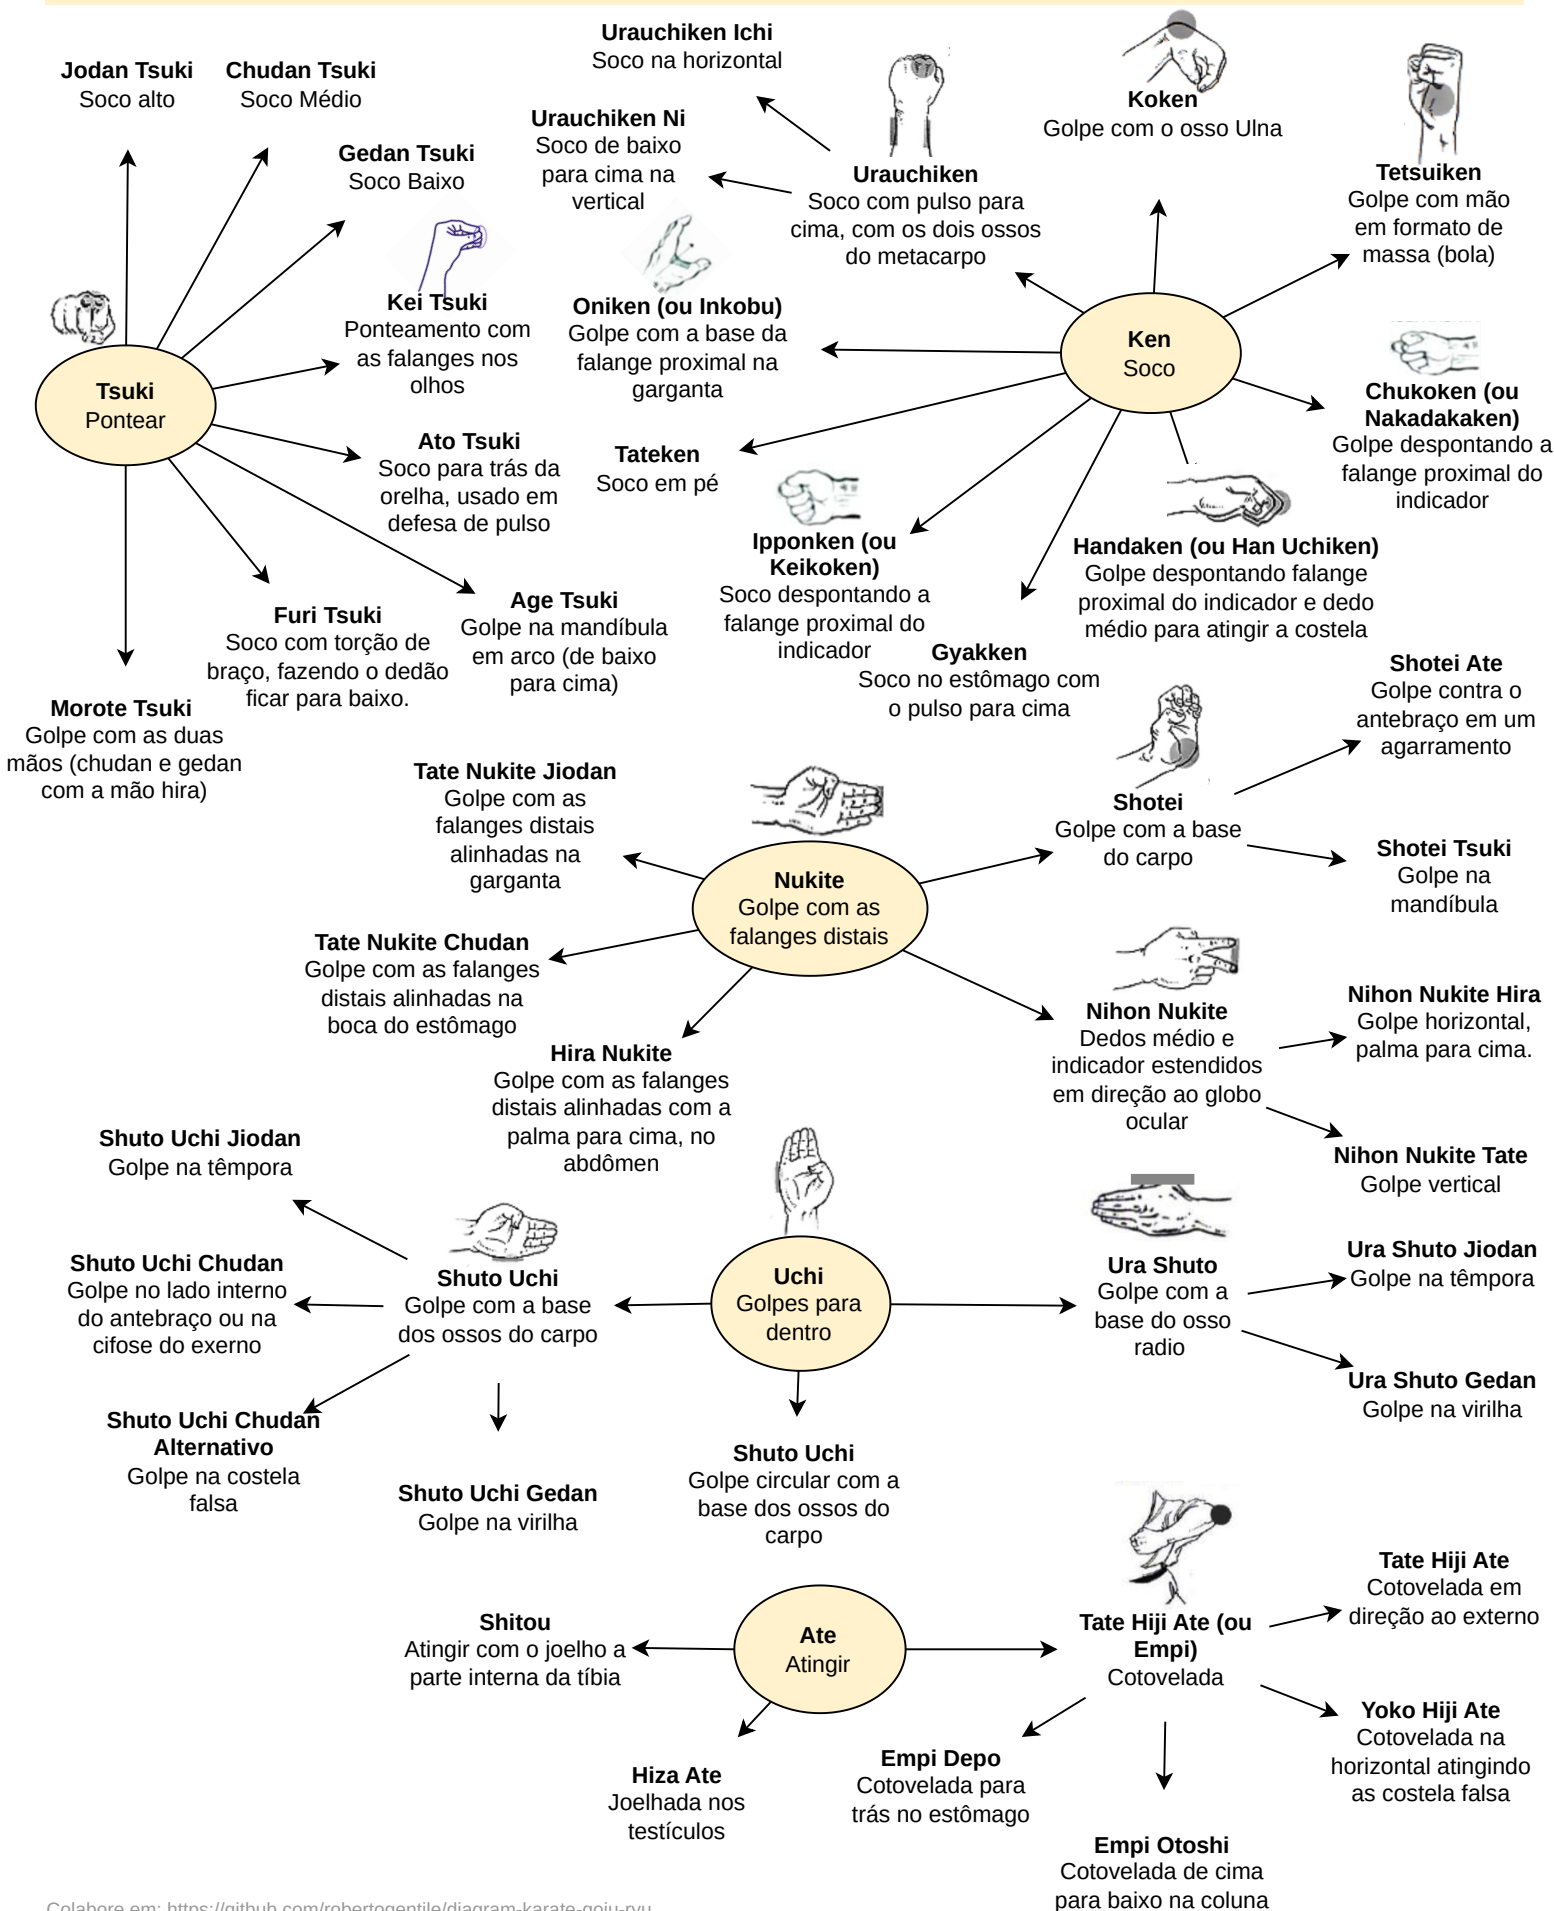 Urauchiken Ichi
Soco na horizontal
Jodan Tsuki
Soco alto
Chudan Tsuki
Soco Médio
Gedan Tsuki
Soco Baixo
Urauchiken Ni
Soco de baixo
para cima na
vertical
Urauchiken
Soco com pulso para
cima, com os dois ossos
do metacarpo
Koken
Golpe com o osso Ulna
Tetsuiken
Golpe com mão
em formato de
massa (bola)
Kei Tsuki
Ponteamento com
as falanges nos
olhos
Oniken (ou Inkobu)
Golpe com a base da
falange proximal na
garganta
Ken
Soco
Tsuki
Pontear
Chukoken (ou
Nakadakaken)
Golpe despontando a
falange proximal do
indicador
Ato Tsuki
Soco para trás da
orelha, usado em
defesa de pulso
Tateken
Soco em pé
Ipponken (ou
Keikoken)
Soco despontando a
falange proximal do
indicador
Handaken (ou Han Uchiken)
Golpe despontando falange
proximal do indicador e dedo
médio para atingir a costela
Furi Tsuki
Soco com torção de
braço, fazendo o dedão
ficar para baixo.
Age Tsuki
Golpe na mandíbula
em arco (de baixo
para cima)
Gyakken
Soco no estômago com
o pulso para cima
Morote Tsuki
Golpe com as duas
mãos (chudan e gedan
com a mão hira)
Shotei Ate
Golpe contra o
antebraço em um
agarramento
Tate Nukite Jiodan
Golpe com as
falanges distais
alinhadas na
garganta
Shotei
Golpe com a base
do carpo
Shotei Tsuki
Golpe na
mandíbula
Nukite
Golpe com as
falanges distais
Tate Nukite Chudan
Golpe com as falanges
distais alinhadas na
boca do estômago
Nihon Nukite
Dedos médio e
indicador estendidos
em direção ao globo
ocular
Nihon Nukite Hira
Golpe horizontal,
palma para cima.
Hira Nukite
Golpe com as falanges
distais alinhadas com a
palma para cima, no
abdômen
Nihon Nukite Tate
Golpe vertical
Shuto Uchi Jiodan
Golpe na têmpora
Shuto Uchi Chudan
Golpe no lado interno
do antebraço ou na
cifose do exerno
Shuto Uchi
Golpe com a base
dos ossos do carpo
Uchi
Golpes para
dentro
Ura Shuto
Golpe com a
base do osso
radio
Ura Shuto Jiodan
Golpe na têmpora
Ura Shuto Gedan
Golpe na virilha
Shuto Uchi Chudan
Alternativo
Golpe na costela
falsa
Shuto Uchi Gedan
Golpe na virilha
Shuto Uchi
Golpe circular com a
base dos ossos do
carpo
Tate Hiji Ate
Cotovelada em
direção ao externo
Shitou
Atingir com o joelho a
parte interna da tíbia
Ate
Atingir
Tate Hiji Ate (ou
Empi)
Cotovelada
Yoko Hiji Ate
Cotovelada na
horizontal atingindo
as costela falsa
Hiza Ate
Joelhada nos
testículos
Empi Depo
Cotovelada para
trás no estômago
Empi Otoshi
Cotovelada de cima
para baixo na coluna
Colabore em: https://github.com/robertogentile/diagram-karate-goju-ryu